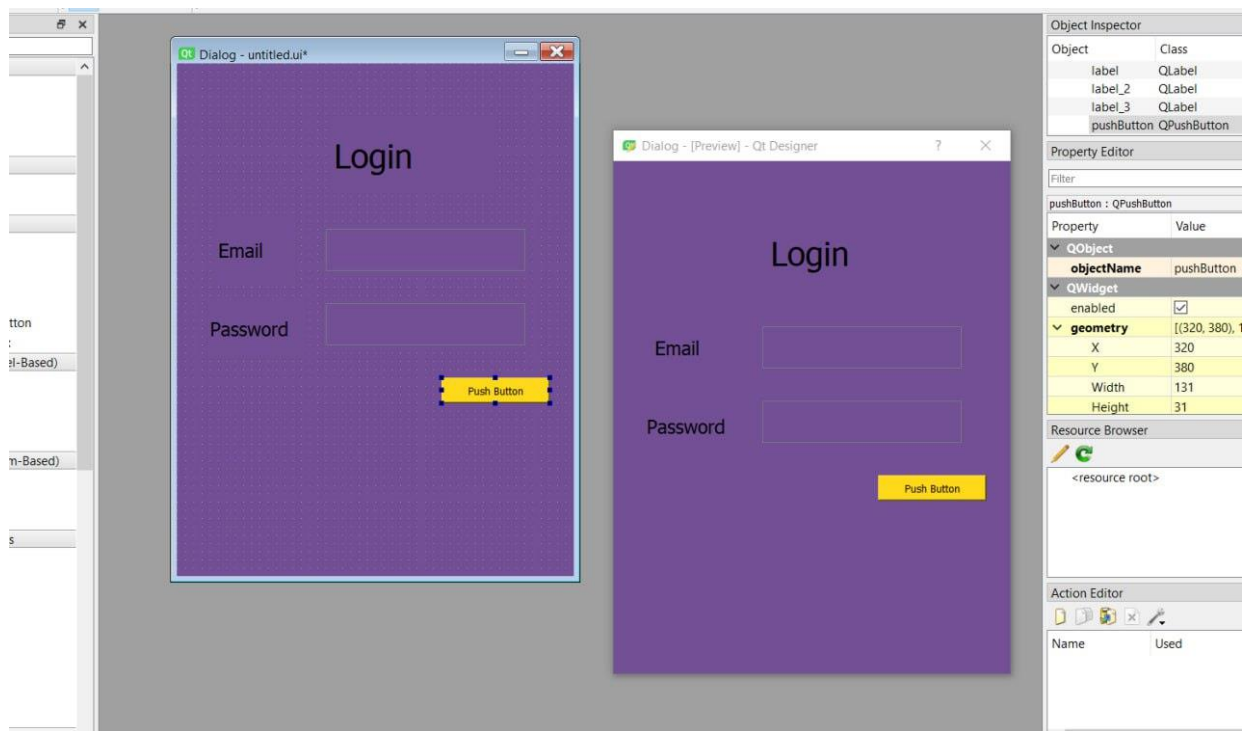 Dialog - untitled.ui*
Login
Email
Password
Push Button
Dialog - [Preview] - Qt Designer
Login
Email
Password
Push Button
Object Inspector
Object Class
label QLabel
label_2 QLabel
label_3 QLabel
pushButton QPushButton
Property Editor
Filter
pushButton : QPushButton
Property Value
QObject
objectName pushButton
QWidget
enabled
geometry [(320, 380), 1
X 320
Y 380
Width 131
Height 31
Resource Browser
<resource root>
Action Editor
Name Used
tton
el-Based)
m-Based)
s